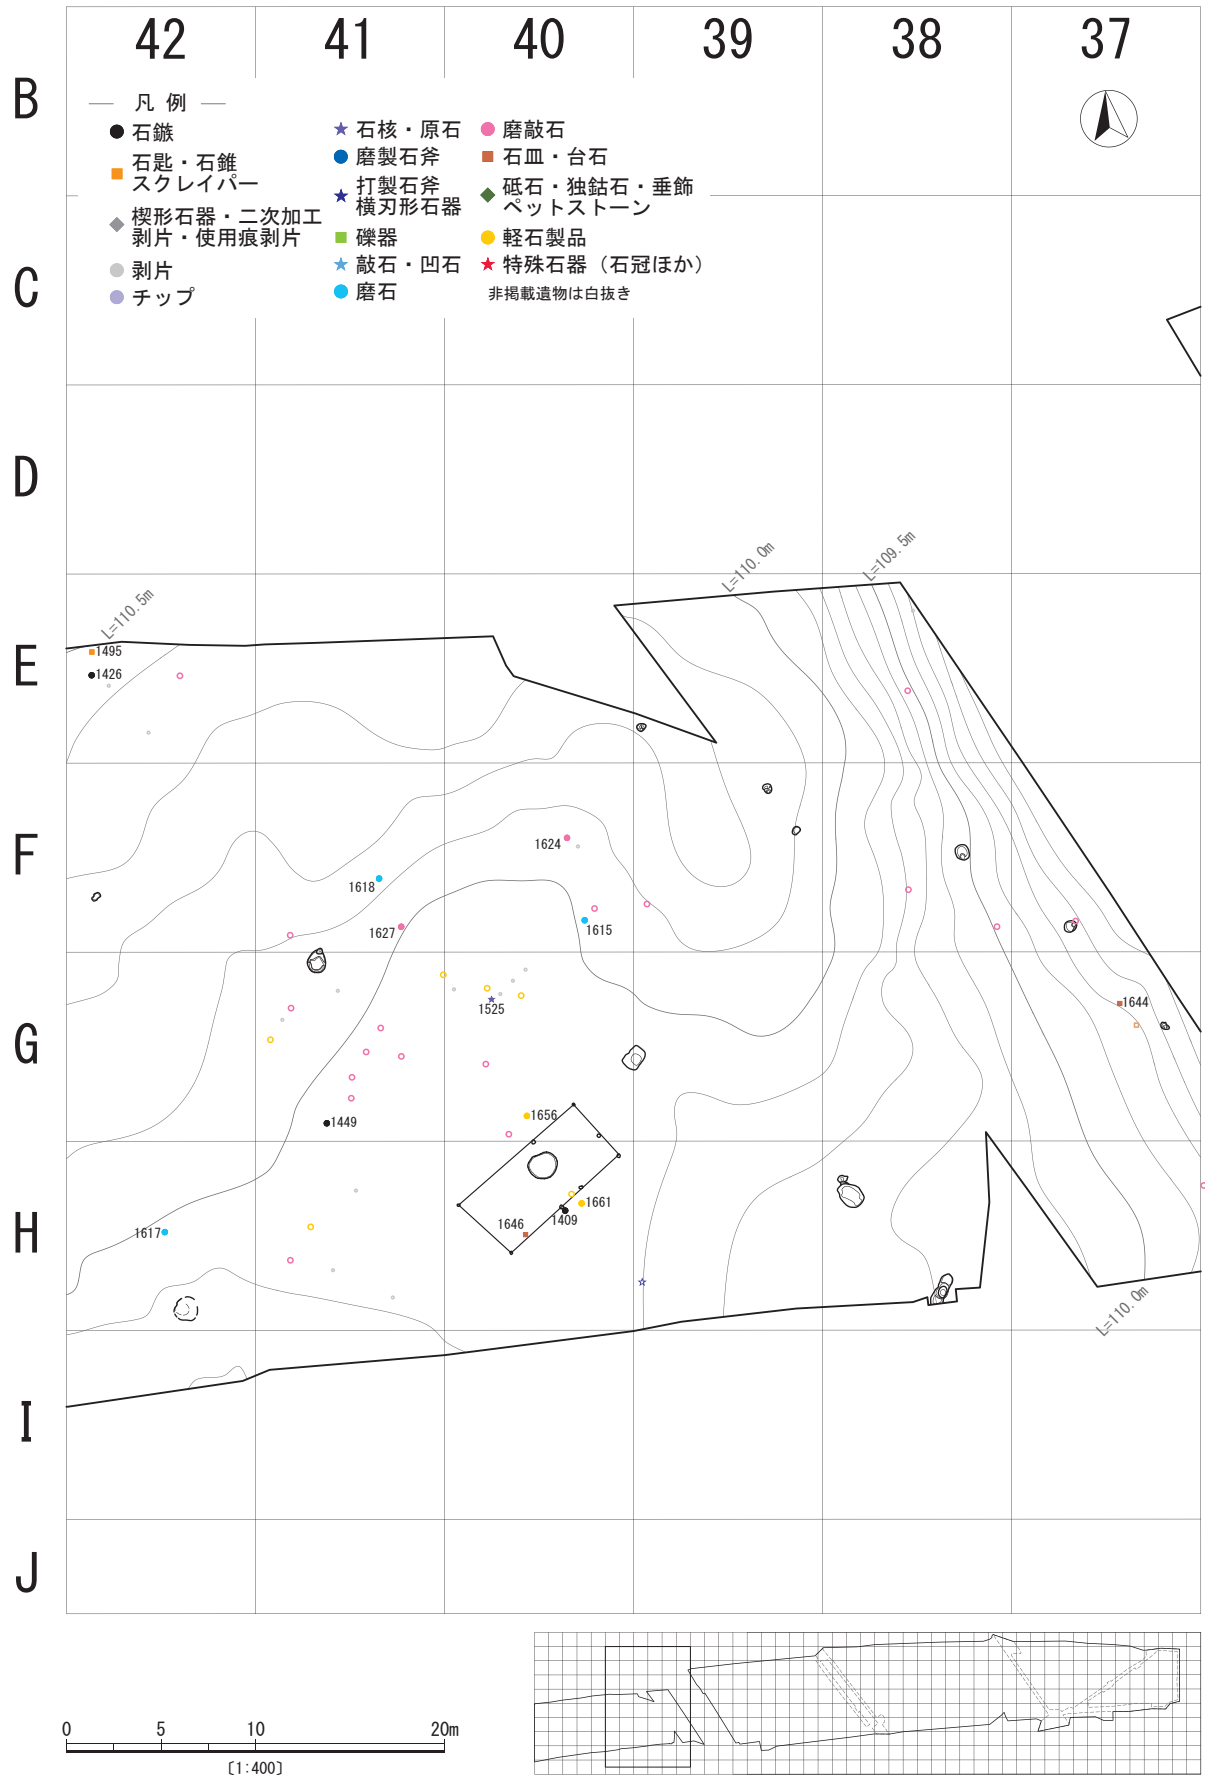 42 41 40 39 38 37
B
C
D
E
F
G
H
I
J
凡 例
石鏃
石匙・石錐
スクレイパー
楔形石器・二次加工
剥片・使用痕剥片
剥片
チップ
石核・原石
磨製石斧
打製石斧
横刃形石器
礫器
敲石・凹石
磨石
磨敲石
石皿・台石
砥石・独鈷石・垂飾
ペットストーン
軽石製品
特殊石器（石冠ほか）
非掲載遺物は白抜き
L=110.5m
L=110.0m
L=109.5m
1495
1426
1624
1618
1627
1615
1525
1644
1449
1656
1661
1409
1646
1617
L=110.0m
0 5 10 20m
〔1:400〕